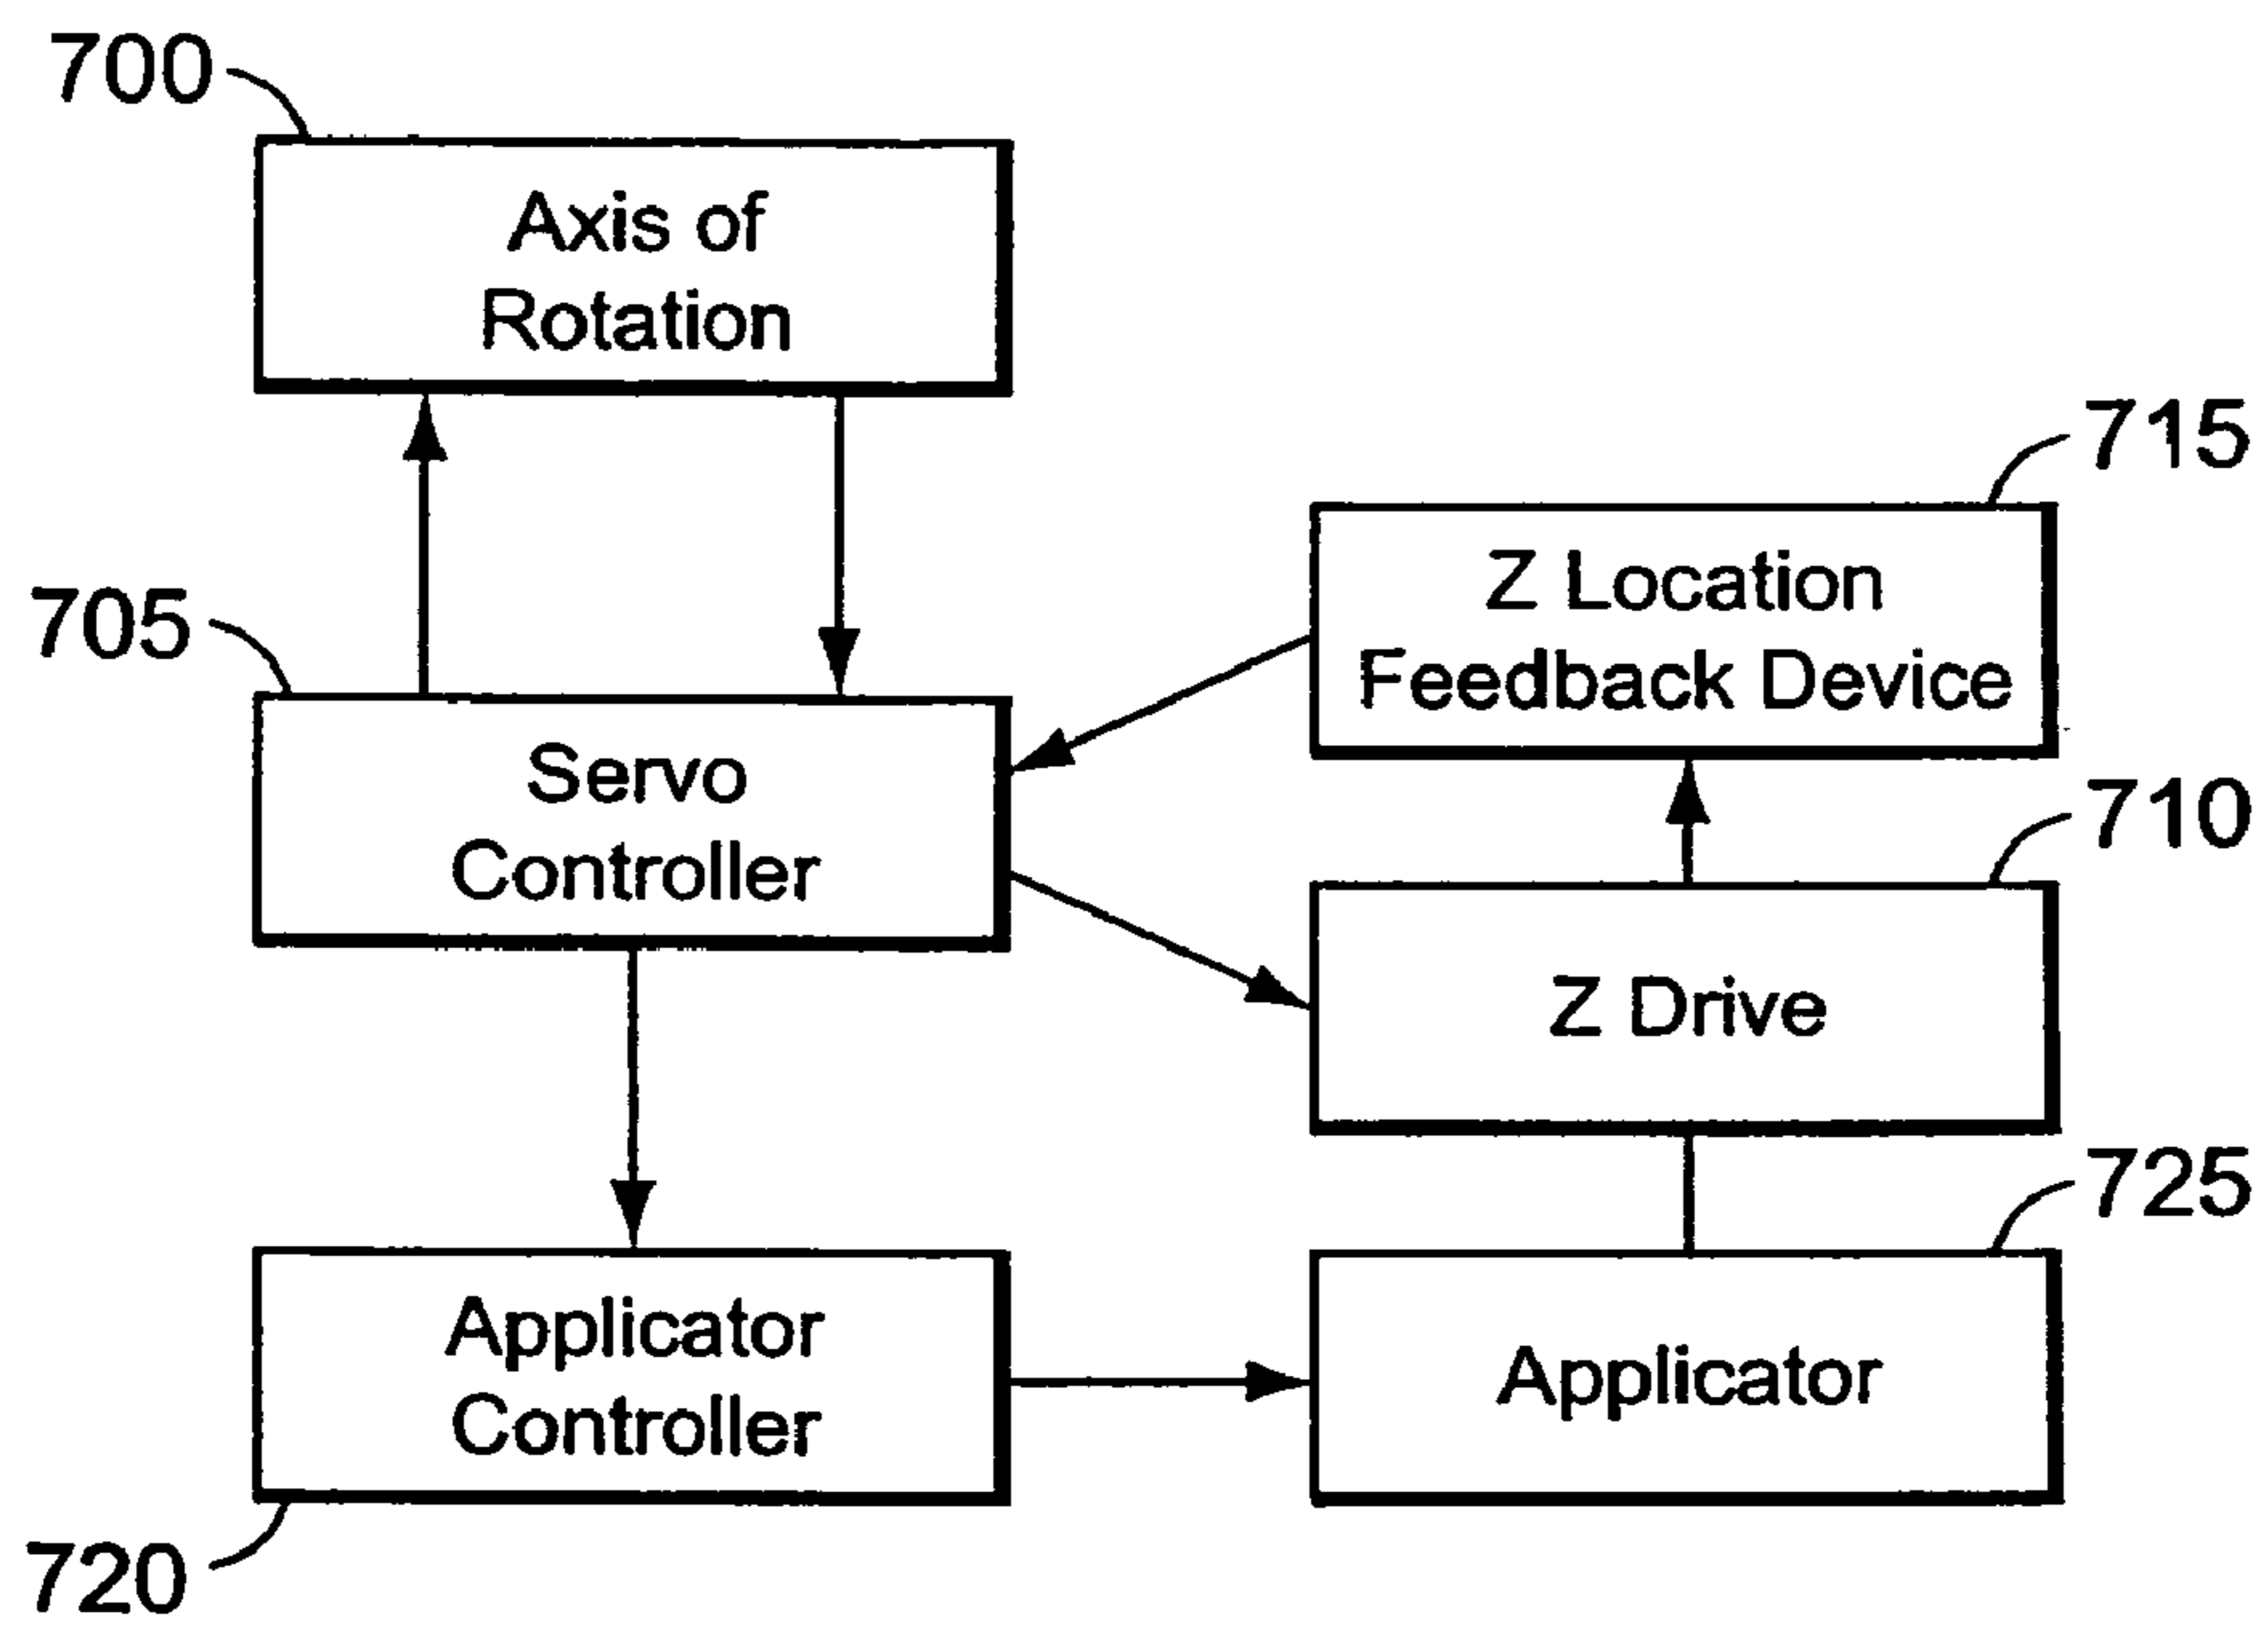 700
Axis of
Rotation
715
Z Location
Feedback Device
705
Servo
Controller
710
Z Drive
725
Applicator
Controller
Applicator
720